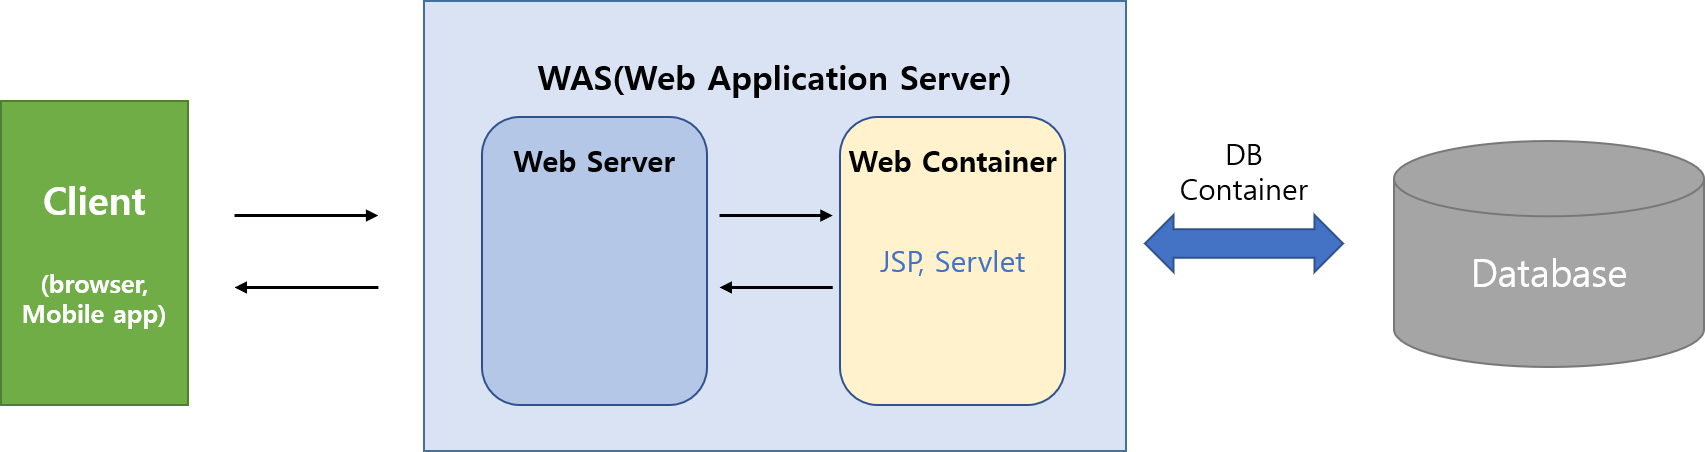 WAS(Web Application Server)
Client
(browser,
Mobile app)
Web Server
Web Container
JSP, Servlet
DB
Container
Database